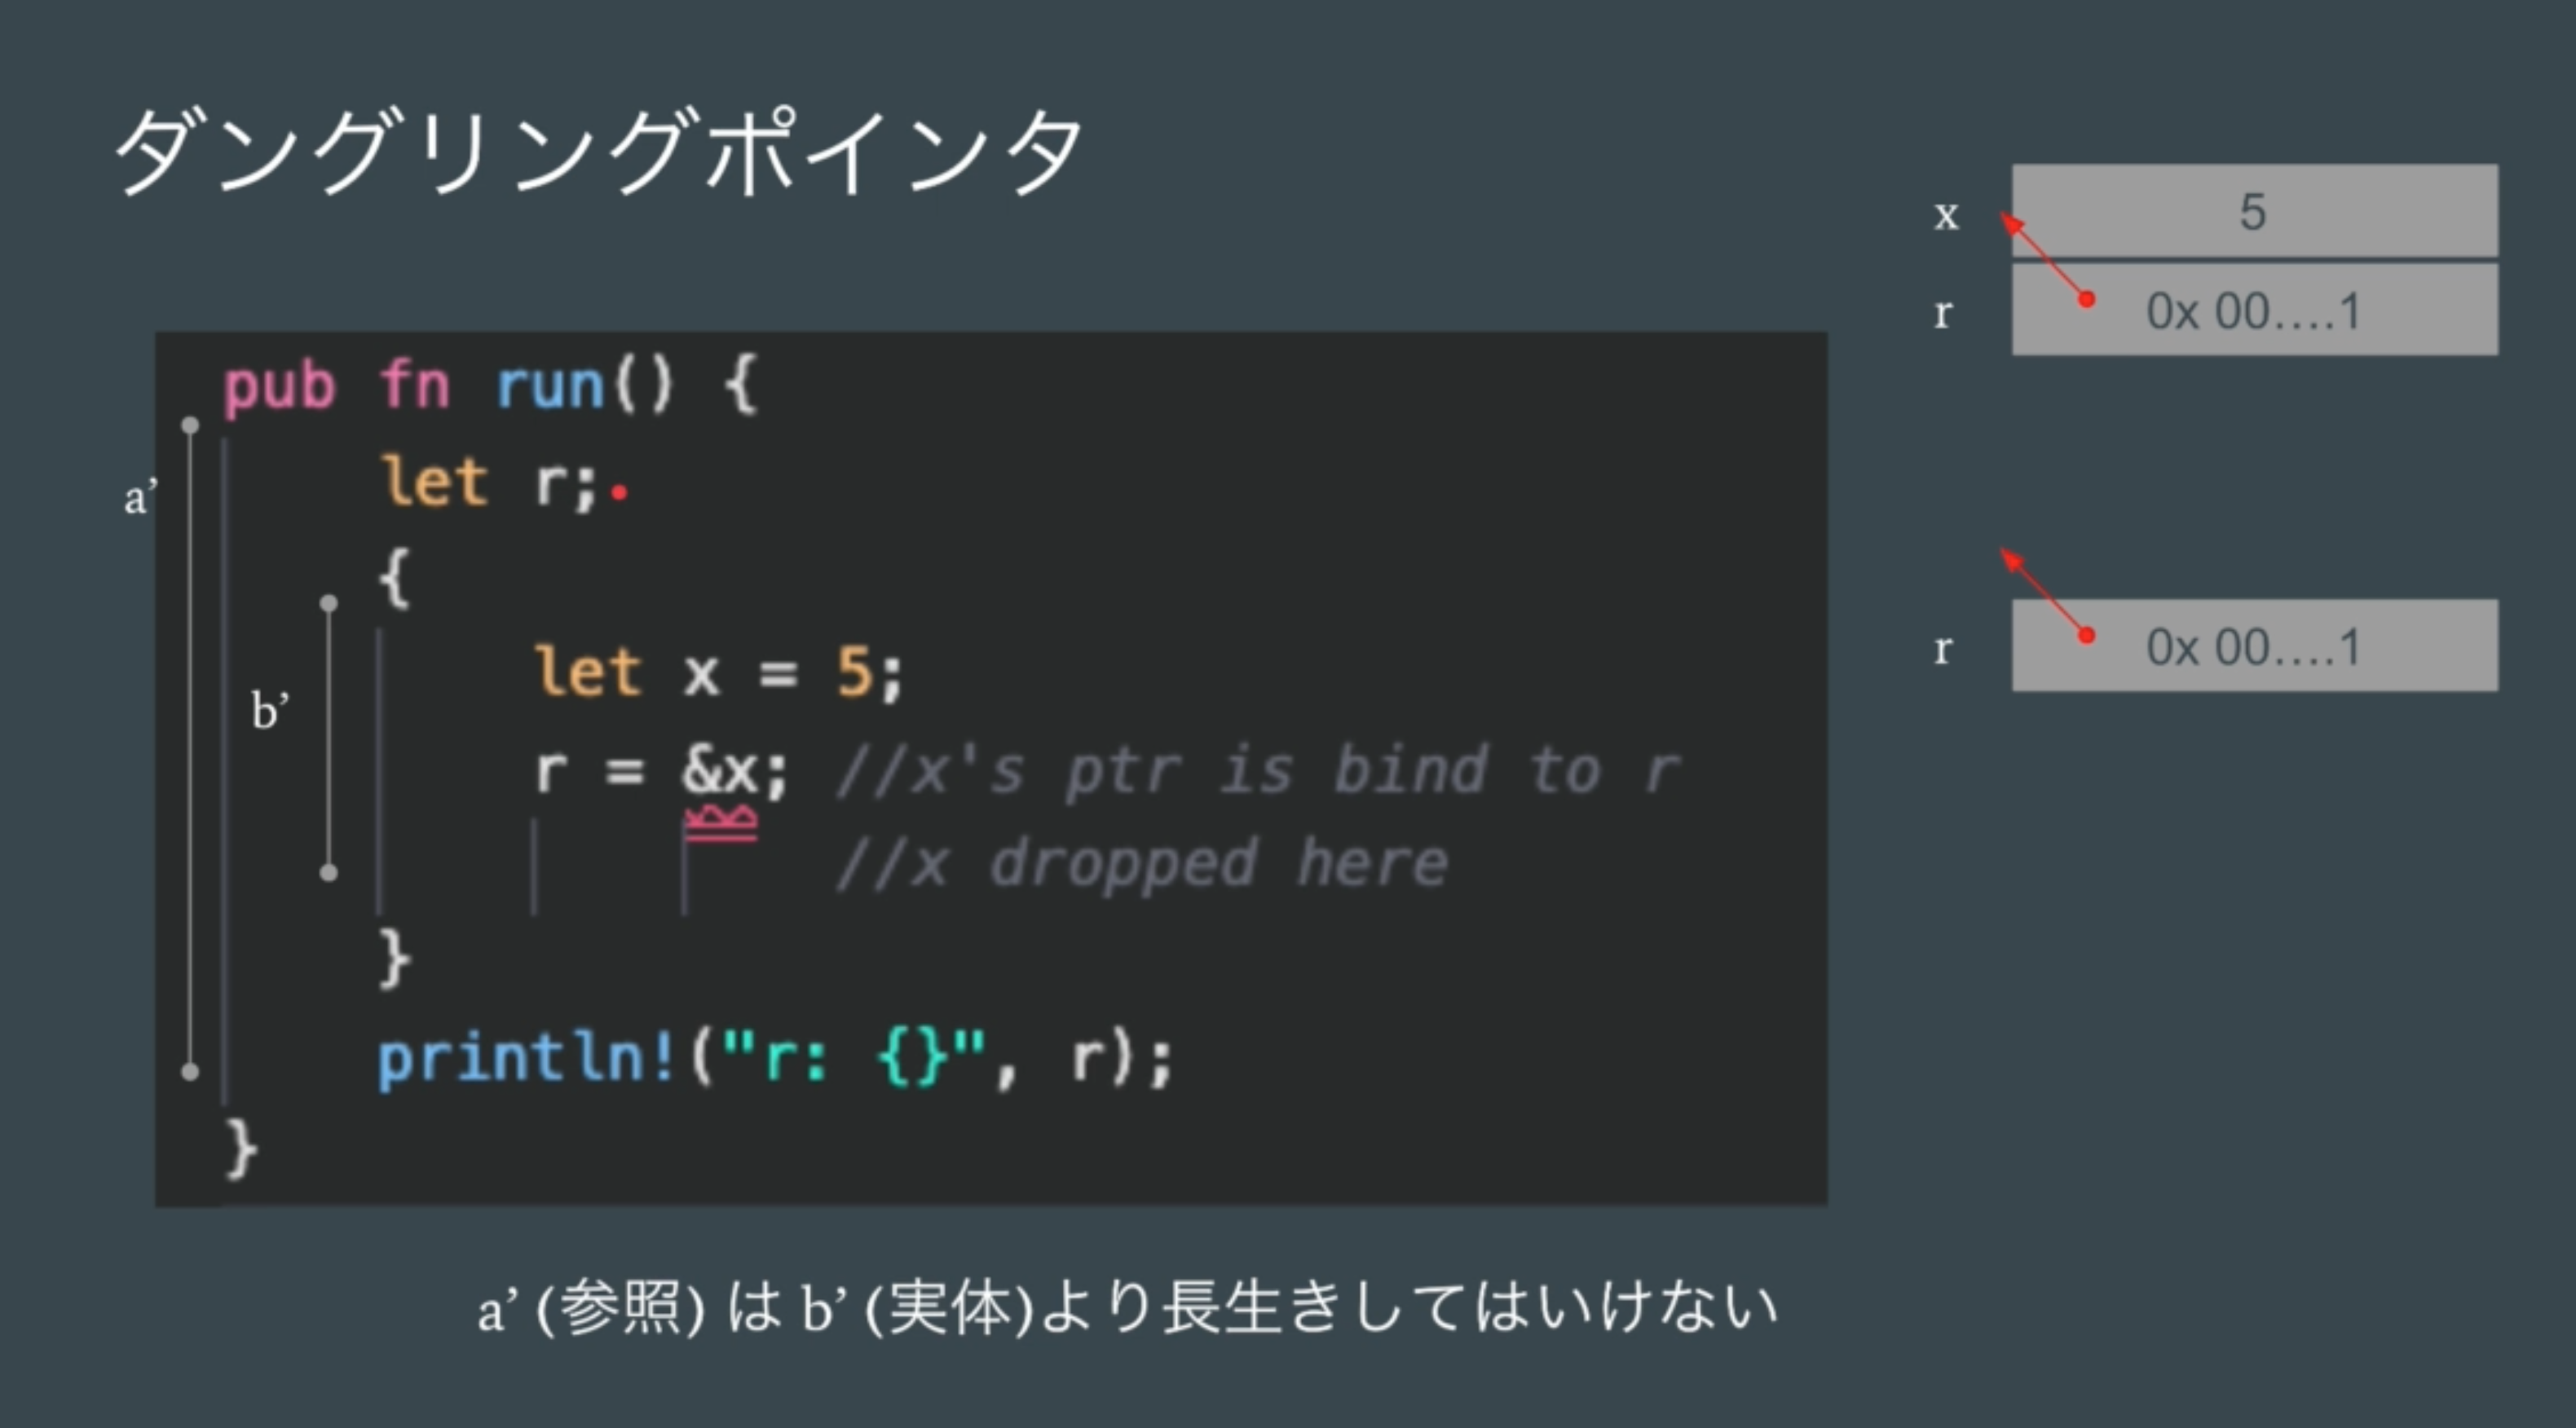 ダングリングポインタ
x 5
r 0x 00....1
r 0x 00....1
pub fn run() {
a’
let r;
{
b’
let x = 5;
r = &x; //x's ptr is bind to r
//x dropped here
}
println!("r: {}", r);
}
a’ (参照) は b’ (実体)より長生きしてはいけない